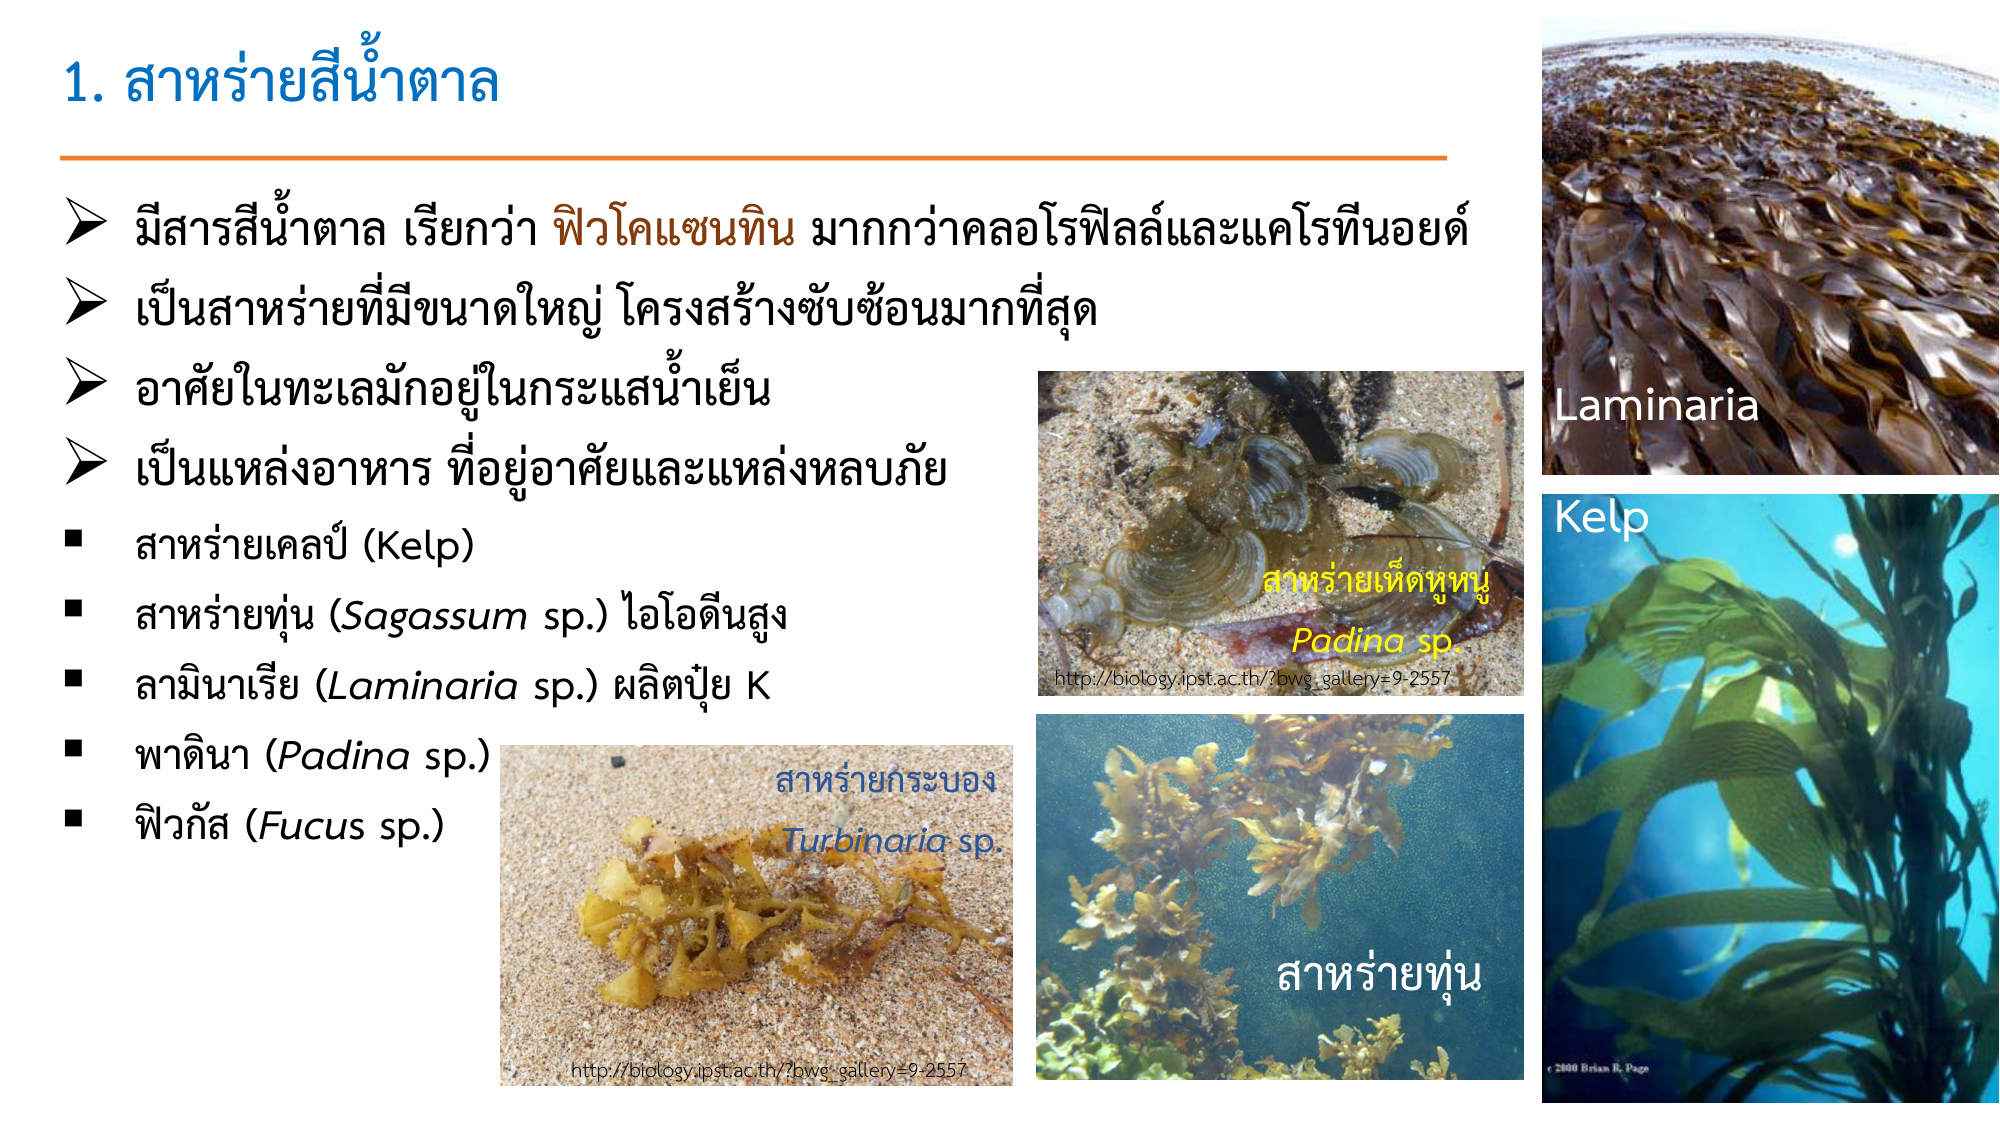 1. สาหร่ายสีน้ำตาล
มีสารสีน้ำตาล เรียกว่า ฟิวโคแซนทิน มากกว่าคลอโรฟิลล์และแคโรทีนอยด์
เป็นสาหร่ายที่มีขนาดใหญ่ โครงสร้างซับซ้อนมากที่สุด
อาศัยในทะเลมักอยู่ในกระแสน้ำเย็น
เป็นแหล่งอาหาร ที่อยู่อาศัยและแหล่งหลบภัย
สาหร่ายเคลป์ (Kelp)
สาหร่ายทุ่น (Sagassum sp.) ไอโอดีนสูง
ลามินาเรีย (Laminaria sp.) ผลิตปุ๋ย K
พาดินา (Padina sp.)
ฟิวกัส (Fucus sp.)
สาหร่ายกระบอง
Turbinaria sp.
http://biology.ipst.ac.th/?bwg_gallery=9-2557
สาหร่ายเห็ดหูหนู
Padina sp.
http://biology.ipst.ac.th/?bwg_gallery=9-2557
สาหร่ายทุ่น
Laminaria
Kelp
c 2000 Brian R. Page